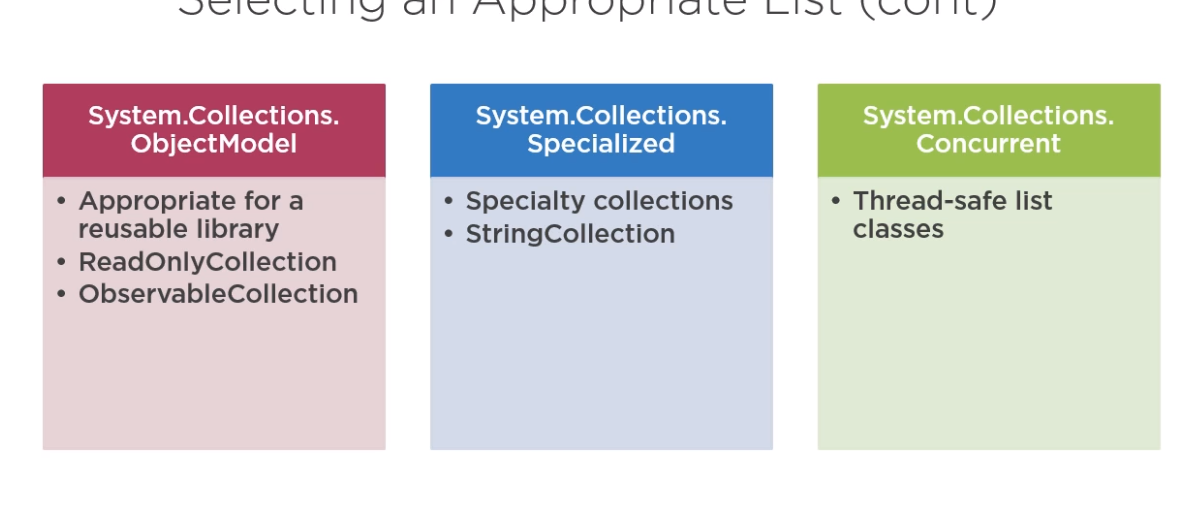 Selecting an Appropriate List (cont)
System.Collections.
ObjectModel
• Appropriate for a
reusable library
• ReadOnlyCollection
• ObservableCollection
System.Collections.
Specialized
• Specialty collections
• StringCollection
System.Collections.
Concurrent
• Thread-safe list
classes